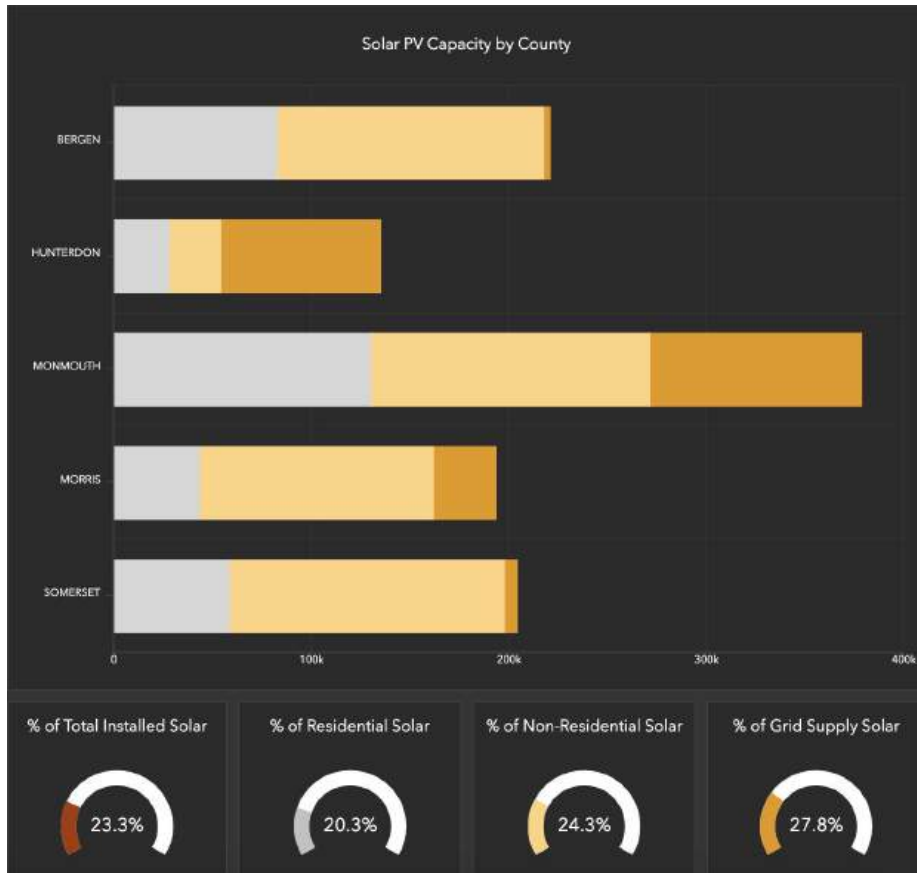 Solar PV Capacity by County
BERGEN
HUNTERDON
MONMOUTH
MORRIS
SOMERSET
0 100k 200k 300k 400k
% of Total Installed Solar % of Residential Solar % of Non-Residential Solar % of Grid Supply Solar
23.3% 20.3% 24.3% 27.8%